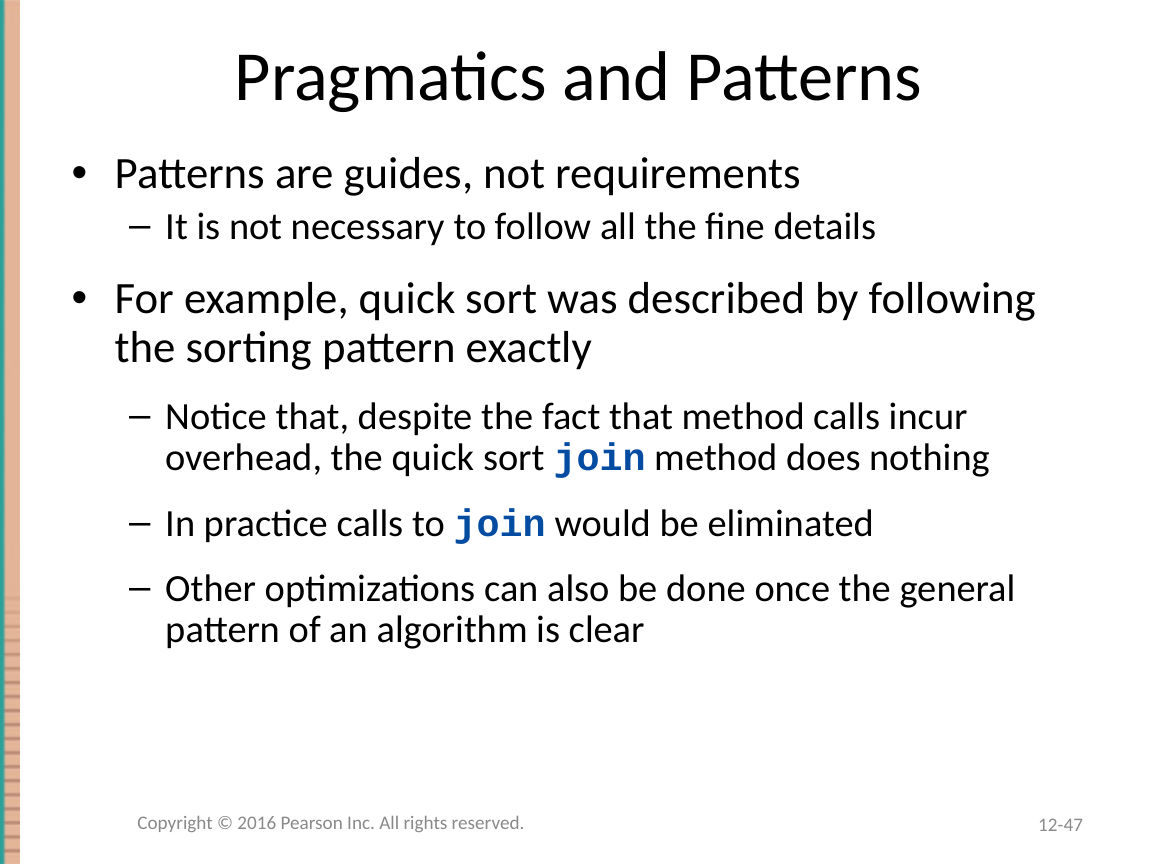 Pragmatics and Patterns
• Patterns are guides, not requirements
– It is not necessary to follow all the fine details
• For example, quick sort was described by following
the sorting pattern exactly
– Notice that, despite the fact that method calls incur
overhead, the quick sort join method does nothing
– In practice calls to join would be eliminated
– Other optimizations can also be done once the general
pattern of an algorithm is clear
Copyright © 2016 Pearson Inc. All rights reserved.
12-47